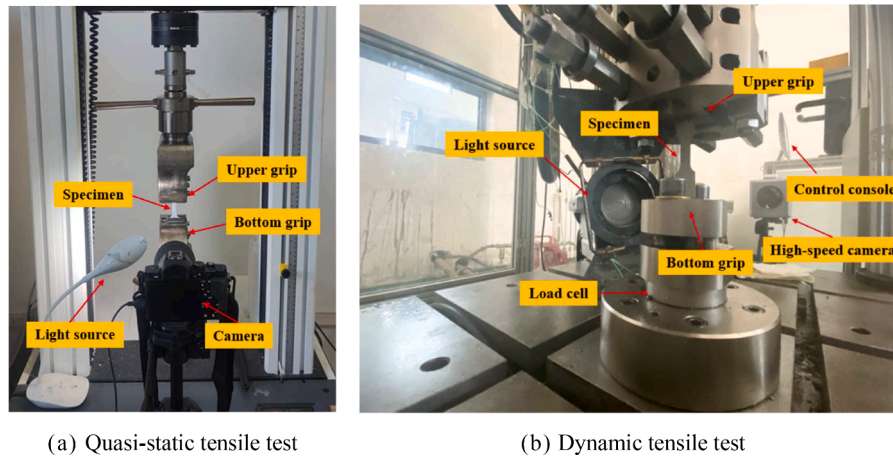 Upper grip
Specimen
Bottom grip
Light source
Camera
Upper grip
Specimen
Light source
Control console
High-speed camera
Bottom grip
Load cell
(a) Quasi-static tensile test
(b) Dynamic tensile test